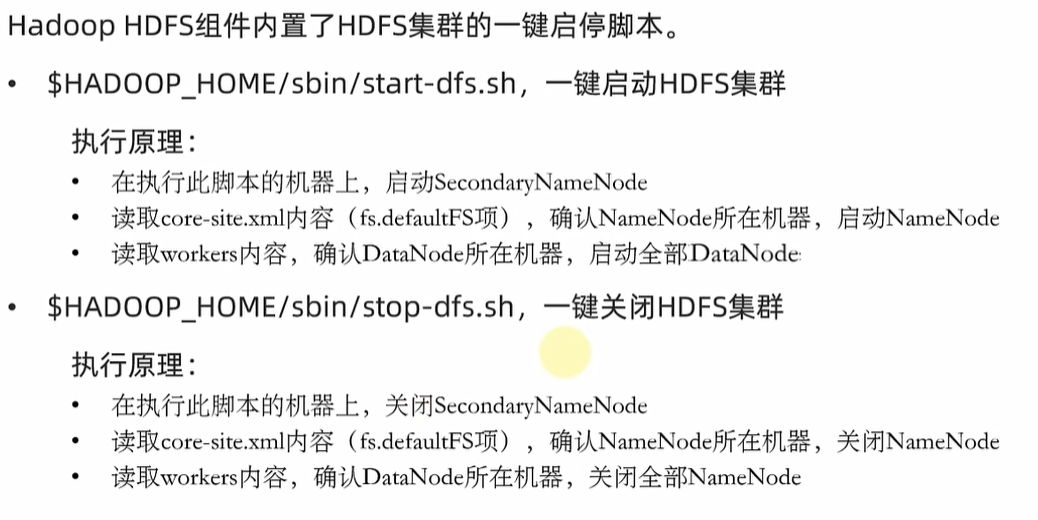 Hadoop HDFS组件内置了HDFS集群的一键启停脚本。
• $HADOOP_HOME/sbin/start-dfs.sh，一键启动HDFS集群
执行原理：
• 在执行此脚本的机器上，启动SecondaryNameNode
• 读取core-site.xml内容（fs.defaultFS项），确认NameNode所在机器，启动NameNode
• 读取workers内容，确认DataNode所在机器，启动全部DataNode
• $HADOOP_HOME/sbin/stop-dfs.sh，一键关闭HDFS集群
执行原理：
• 在执行此脚本的机器上，关闭SecondaryNameNode
• 读取core-site.xml内容（fs.defaultFS项），确认NameNode所在机器，关闭NameNode
• 读取workers内容，确认DataNode所在机器，关闭全部NameNode